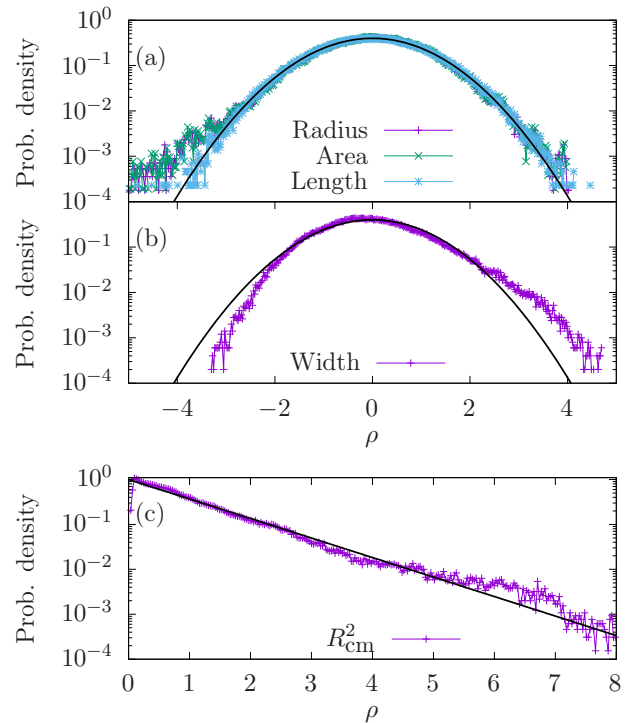 10^0
10^-1
10^-2
10^-3
10^-4
Prob. density
(a)
Radius
Area
Length
10^-1
10^-2
10^-3
10^-4
Prob. density
(b)
Width
−4 −2 0 2 4
ρ
10^0
10^-1
10^-2
10^-3
10^-4
Prob. density
(c)
R^2_cm
0 1 2 3 4 5 6 7 8
ρ